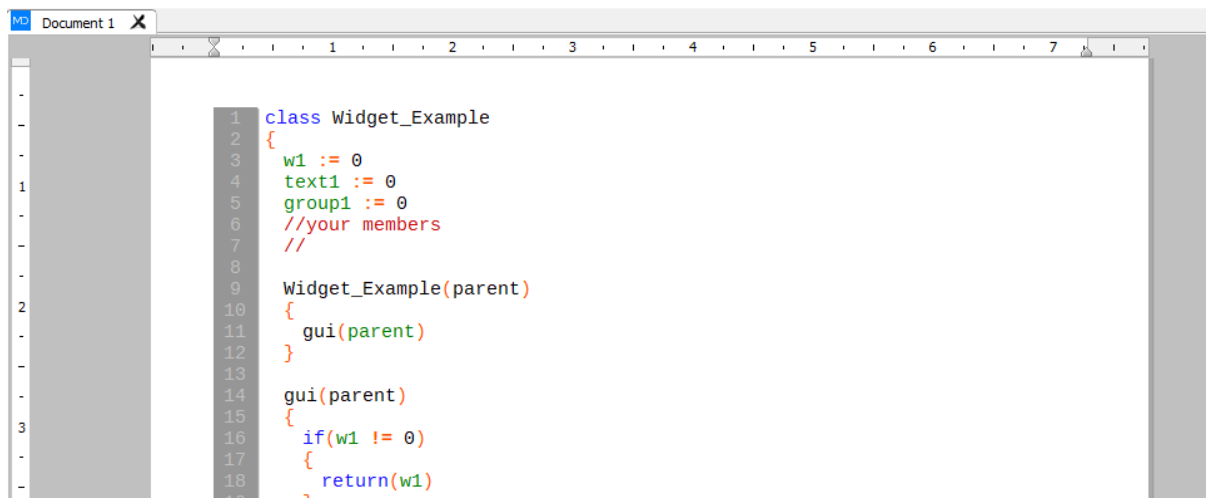 MD Document 1 X
1 2 3 4 5 6 7
1 class Widget_Example
2 {
3 w1 := 0
4 text1 := 0
5 group1 := 0
6 //your members
7 //
8
9 Widget_Example(parent)
10 {
11 gui(parent)
12 }
13
14 gui(parent)
15 {
16 if(w1 != 0)
17 {
18 return(w1)
1
2
3